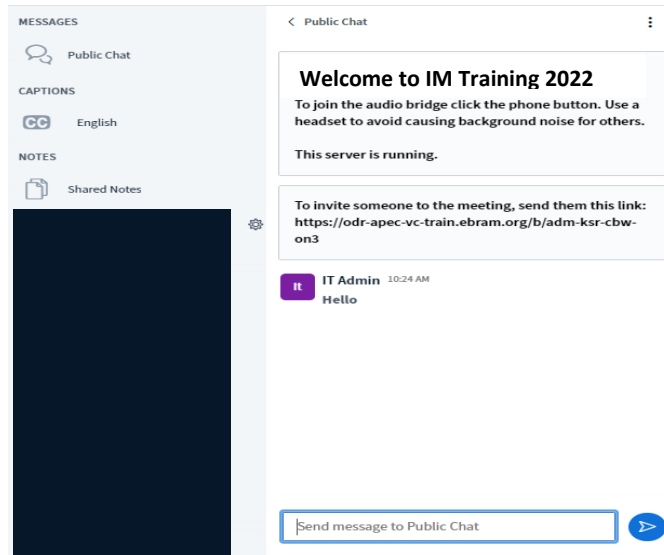 MESSAGES
Public Chat
CAPTIONS
CC English
NOTES
Shared Notes
< Public Chat
Welcome to IM Training 2022
To join the audio bridge click the phone button. Use a
headset to avoid causing background noise for others.
This server is running.
To invite someone to the meeting, send them this link:
https://odr-apec-vc-train.ebram.org/b/adm-ksr-cbw-
on3
It IT Admin 10:24 AM
Hello
Send message to Public Chat